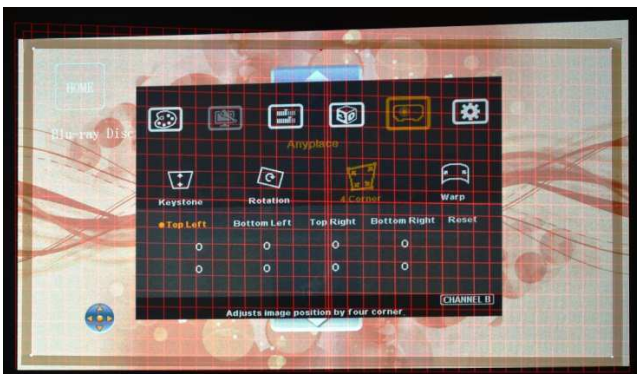 HOME
Blu-ray Disc
Anyplace
Keystone Rotation 4 Corner Warp
Top Left Bottom Left Top Right Bottom Right Reset
0 0 0 0
0 0 0 0
CHANNEL B
Adjusts image position by four corner